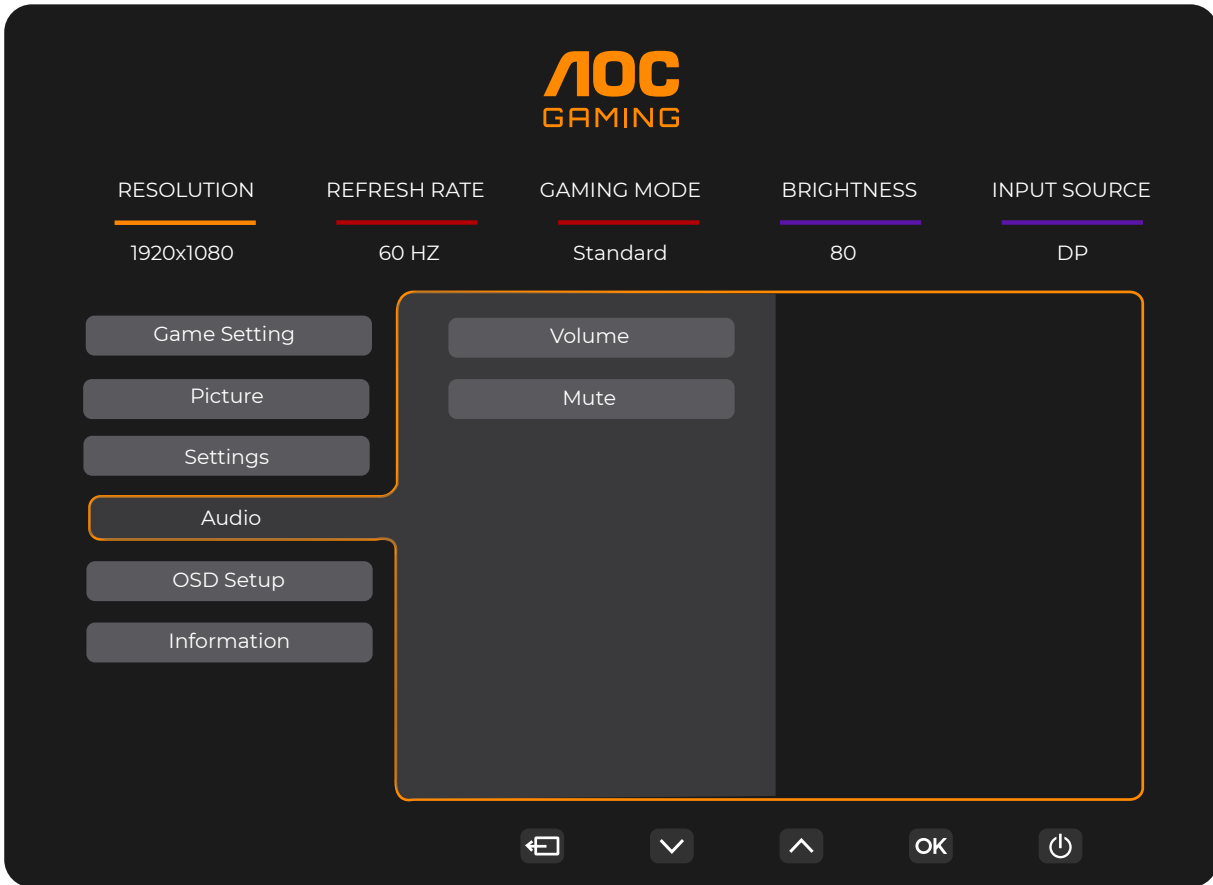 AOC
GAMING
RESOLUTION REFRESH RATE GAMING MODE BRIGHTNESS INPUT SOURCE
1920x1080 60 HZ Standard 80 DP
Game Setting Volume
Picture Mute
Settings
Audio
OSD Setup
Information
OK